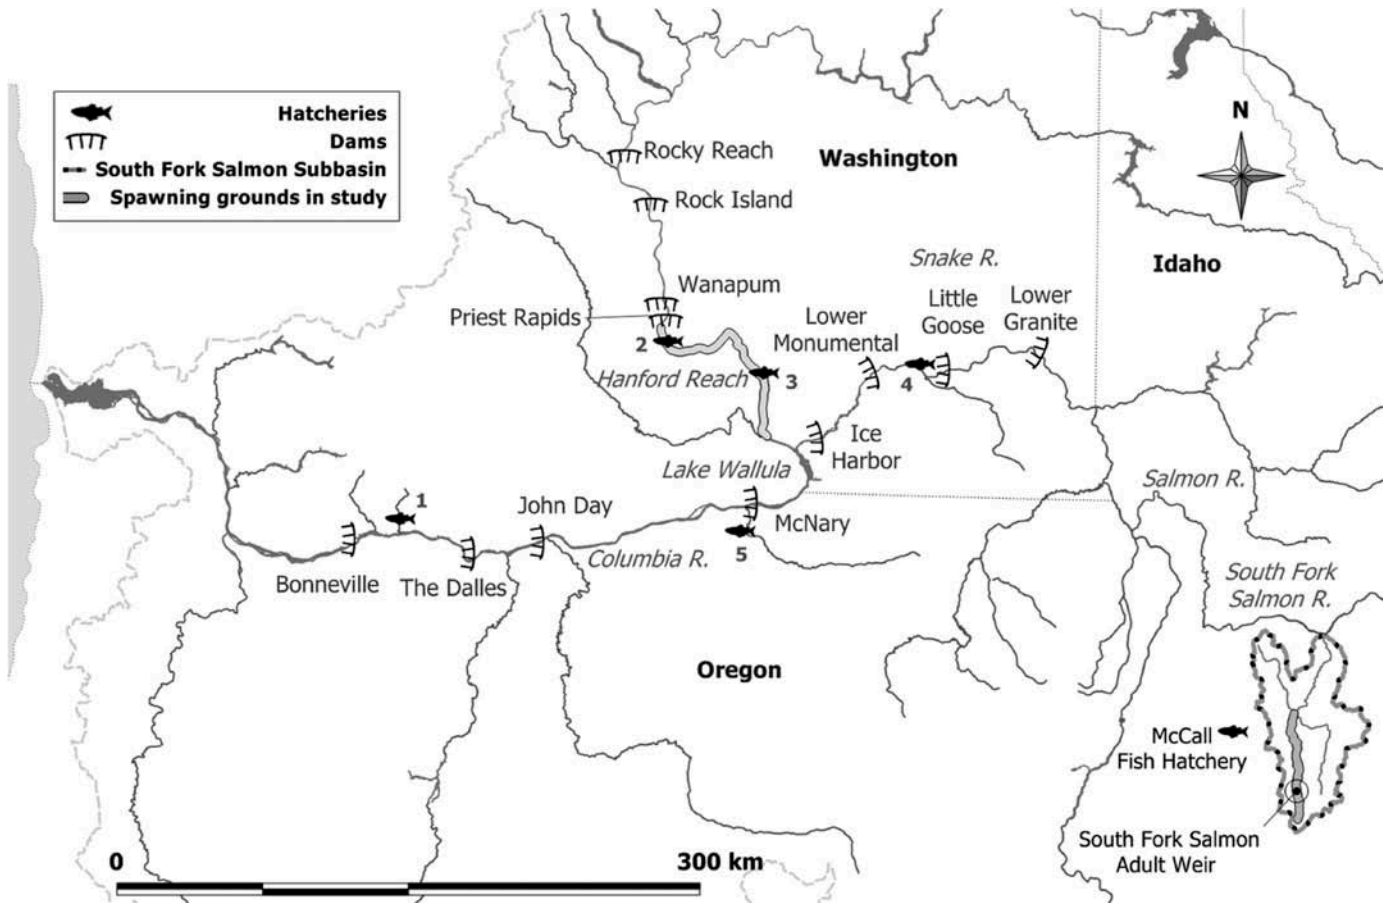 Hatcheries
Dams
South Fork Salmon Subbasin
Spawning grounds in study
Rocky Reach
Washington
N
Rock Island
Snake R.
Idaho
Wanapum
Little
Goose
Lower
Granite
Priest Rapids
Lower
Monumental
2
Hanford Reach
3
4
Ice
Harbor
Lake Wallula
Salmon R.
1
John Day
McNary
5
Columbia R.
Bonneville
The Dalles
South Fork
Salmon R.
Oregon
McCall
Fish Hatchery
South Fork Salmon
Adult Weir
0
300 km